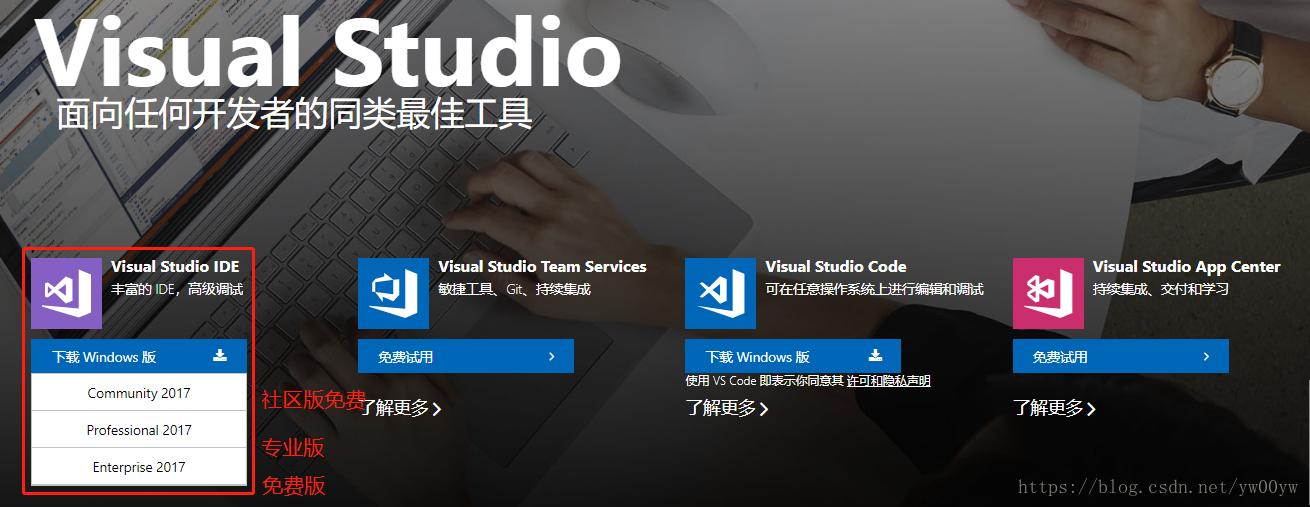 Visual Studio
面向任何开发者的同类最佳工具
Visual Studio IDE
丰富的 IDE，高级调试
下载 Windows 版
Community 2017
Professional 2017
Enterprise 2017
社区版免费
专业版
免费版
Visual Studio Team Services
敏捷工具、Git、持续集成
免费试用
了解更多
Visual Studio Code
可在任意操作系统上进行编辑和调试
下载 Windows 版
使用 VS Code 即表示你同意其 许可和隐私声明
了解更多
Visual Studio App Center
持续集成、交付和学习
免费试用
了解更多
https://blog.csdn.net/yw00yw